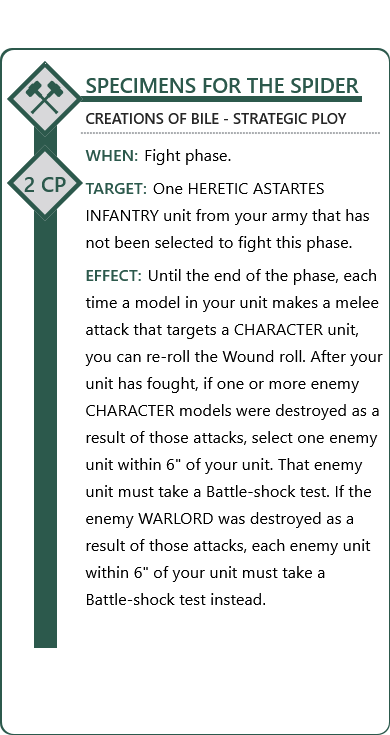 SPECIMENS FOR THE SPIDER
CREATIONS OF BILE - STRATEGIC PLOY
WHEN: Fight phase.
2 CP
TARGET: One HERETIC ASTARTES
INFANTRY unit from your army that has
not been selected to fight this phase.
EFFECT: Until the end of the phase, each
time a model in your unit makes a melee
attack that targets a CHARACTER unit,
you can re-roll the Wound roll. After your
unit has fought, if one or more enemy
CHARACTER models were destroyed as a
result of those attacks, select one enemy
unit within 6" of your unit. That enemy
unit must take a Battle-shock test. If the
enemy WARLORD was destroyed as a
result of those attacks, each enemy unit
within 6" of your unit must take a
Battle-shock test instead.